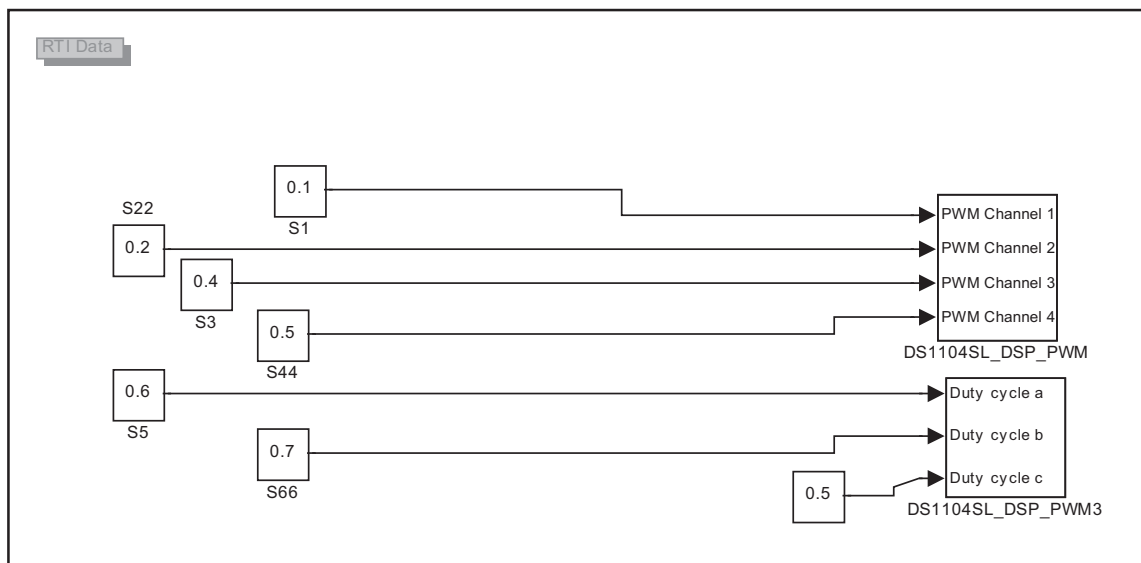 RTI Data
0.1
S1
S22
0.2
0.4
S3
0.5
S44
PWM Channel 1
PWM Channel 2
PWM Channel 3
PWM Channel 4
DS1104SL_DSP_PWM
0.6
S5
0.7
S66
0.5
Duty cycle a
Duty cycle b
Duty cycle c
DS1104SL_DSP_PWM3